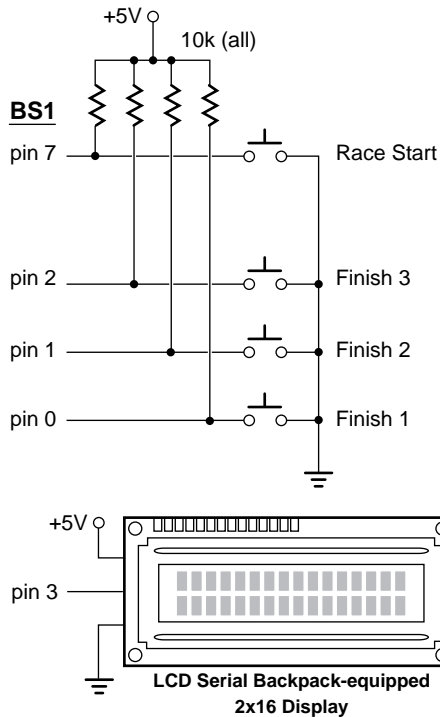 +5V
10k (all)
BS1
pin 7 Race Start
pin 2 Finish 3
pin 1 Finish 2
pin 0 Finish 1
+5V
pin 3
LCD Serial Backpack-equipped
2x16 Display